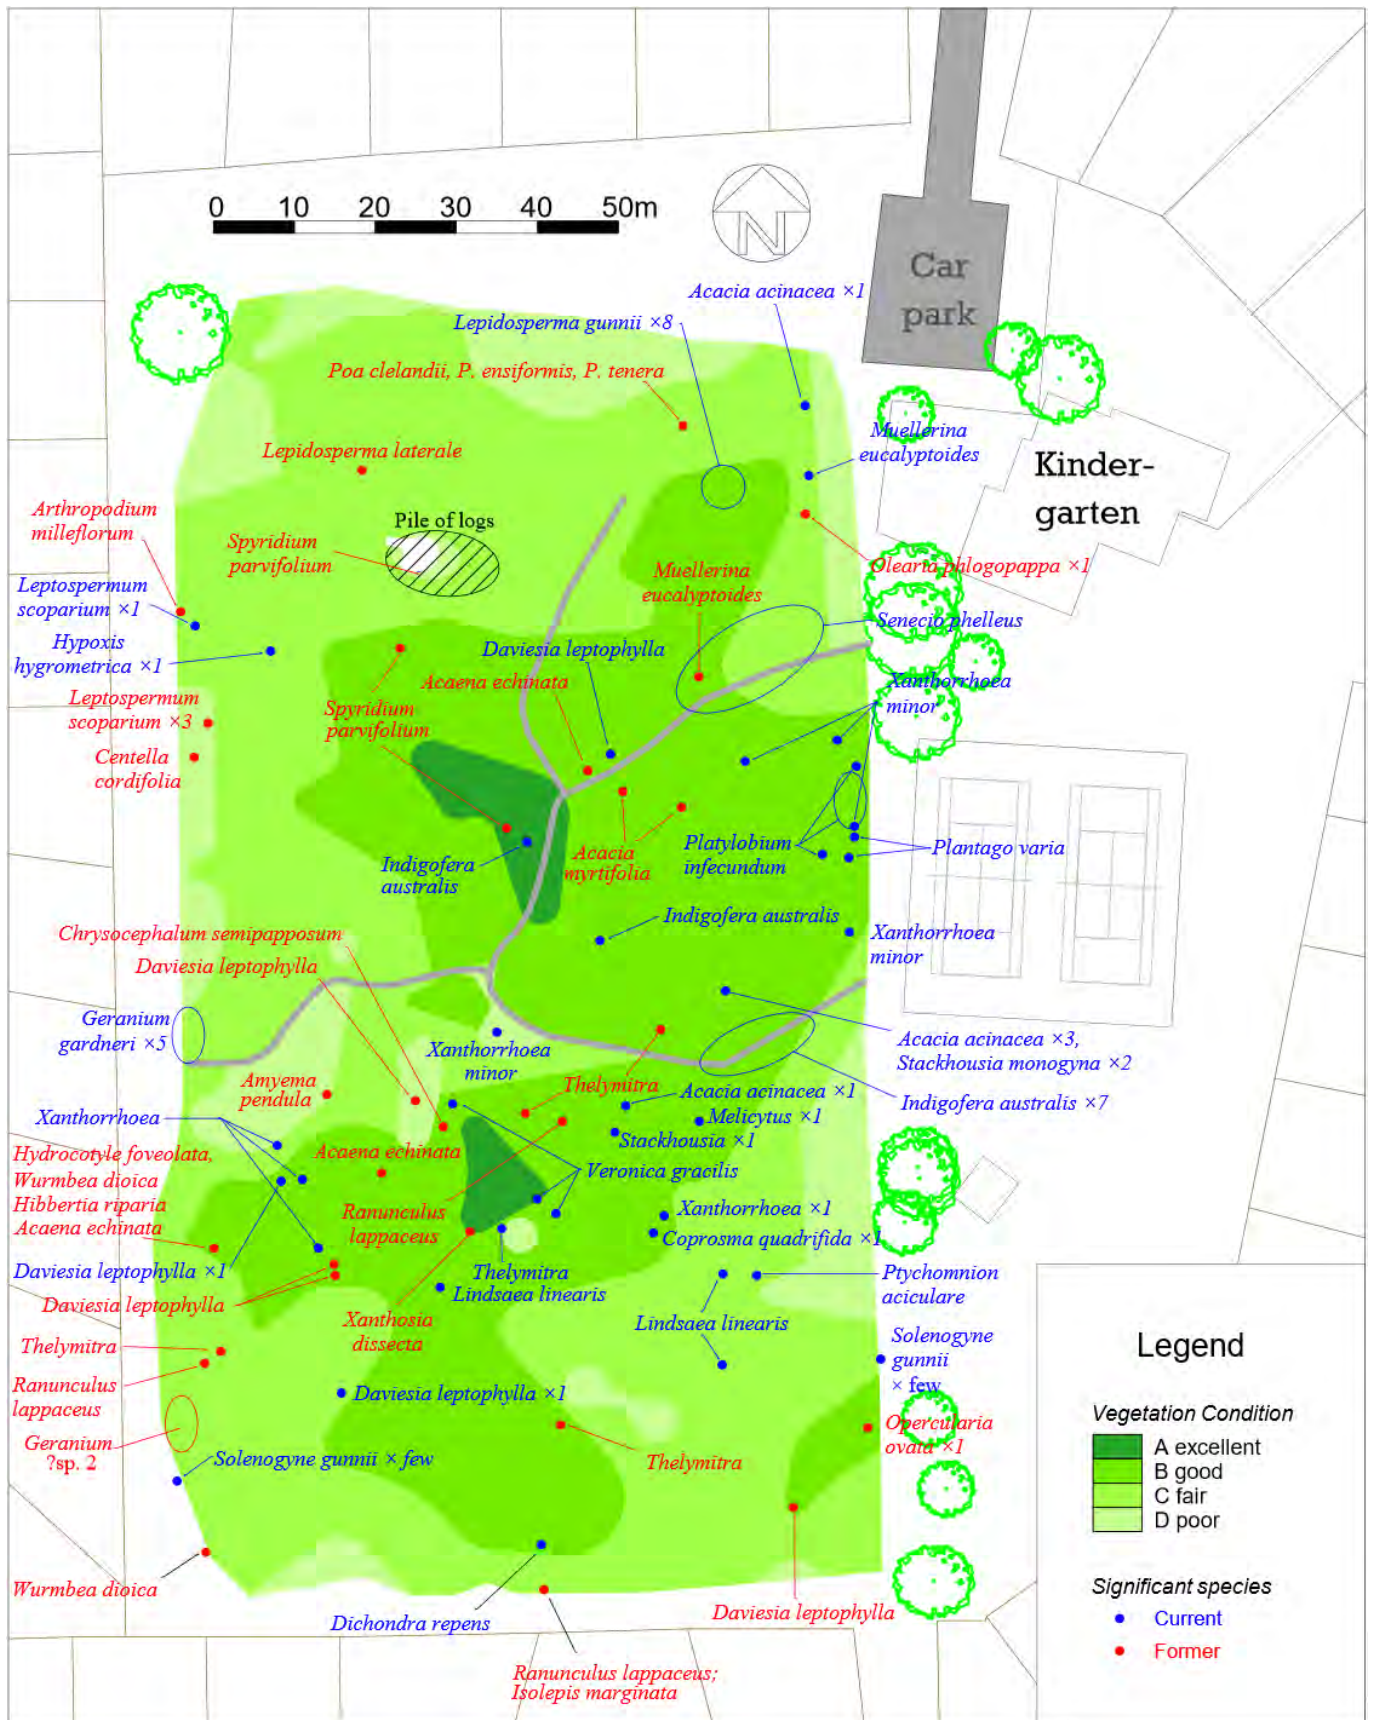 0 10 20 30 40 50m
N
Car
park
Acacia acinacea ×1
Lepidosperma gunnii ×8
Poa clelandii, P. ensiformis, P. tenera
Muellerina
eucalyptoides
Lepidosperma laterale
Kinder-
garten
Arthropodium
milleflorum
Pile of logs
Spyridium
parvifolium
Muellerina
eucalyptoides
Olearia phlogopappa ×1
Leptospermum
scoparium ×1
Senecio phelleus
Hypoxis
hygrometrica ×1
Daviesia leptophylla
Acaena echinata
Xanthorrhoea
minor
Leptospermum
scoparium ×3
Spyridium
parvifolium
Centella
cordifolia
Indigofera
australis
Acacia
myrtifolia
Platylobium
infecundum
Plantago varia
Indigofera australis
Xanthorrhoea
minor
Chrysocephalum semipapposum
Daviesia leptophylla
Geranium
gardneri ×5
Xanthorrhoea
minor
Acacia acinacea ×3,
Stackhousia monogyna ×2
Amyema
pendula
Thelymitra
Acacia acinacea ×1
Indigofera australis ×7
Melicytus ×1
Xanthorrhoea
Stackhousia ×1
Acaena echinata
Hydrocotyle foveolata,
Wurmbea dioica
Hibbertia riparia
Acaena echinata
Veronica gracilis
Ranunculus
lappaceus
Xanthorrhoea ×1
Coprosma quadrifida ×1
Daviesia leptophylla ×1
Thelymitra
Lindsaea linearis
Ptychomnion
aciculare
Daviesia leptophylla
Xanthosia
dissecta
Lindsaea linearis
Thelymitra
Solenogyne
gunnii
× few
Ranunculus
lappaceus
Daviesia leptophylla ×1
Geranium
?sp. 2
Opercularia
ovata ×1
Solenogyne gunnii × few
Thelymitra
Wurmbea dioica
Dichondra repens
Daviesia leptophylla
Ranunculus lappaceus;
Isolepis marginata
Legend
Vegetation Condition
A excellent
B good
C fair
D poor
Significant species
Current
Former